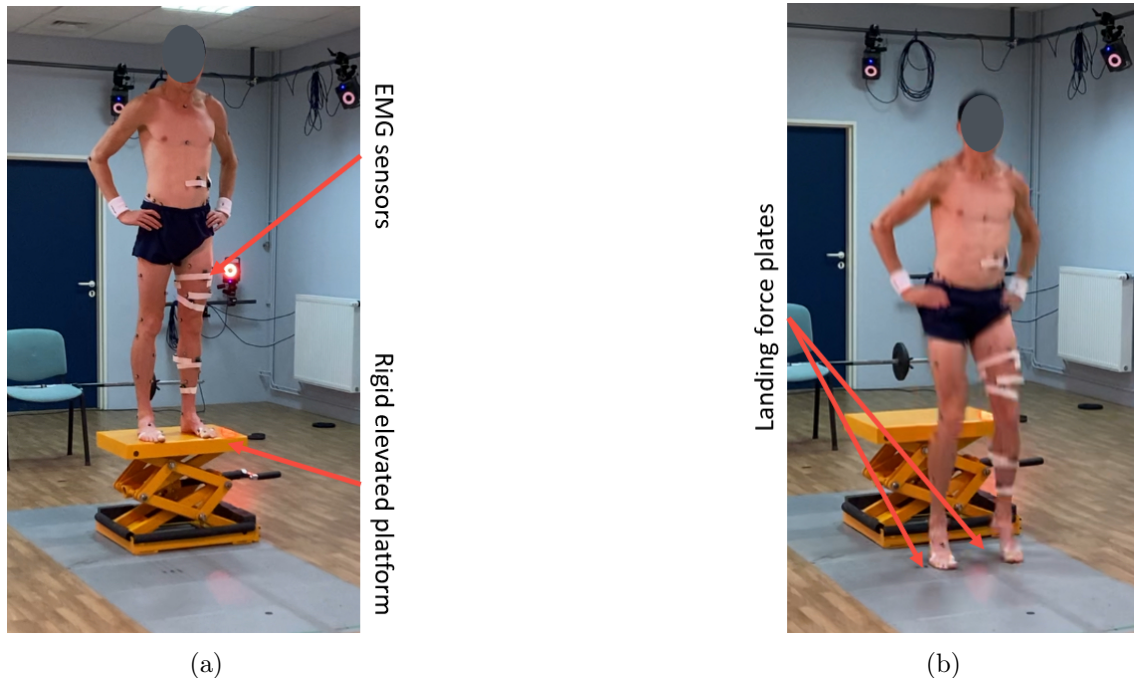 EMG sensors
Rigid elevated platform
Landing force plates
(a)
(b)